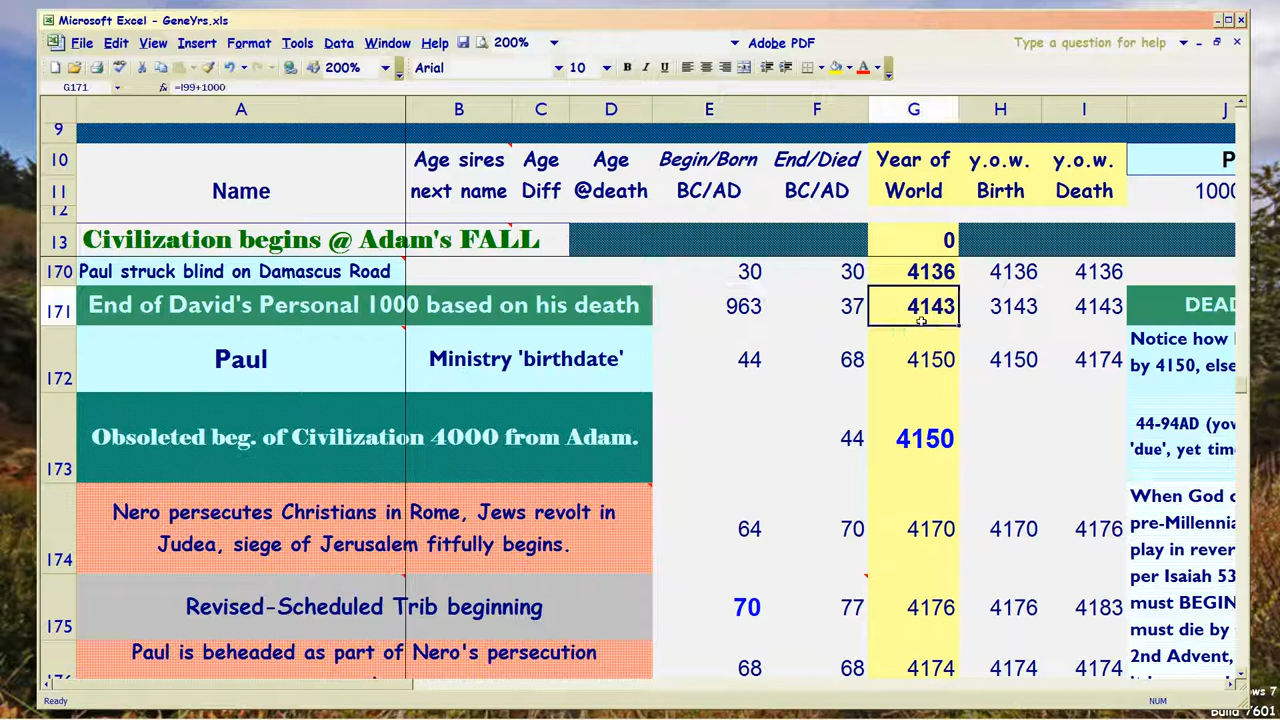 Microsoft Excel - GeneYrs.xls
File Edit View Insert Format Tools Data Window Help 200% Adobe PDF Type a question for help
200% Arial 10 B I U
G171 fx =I99+1000
A B C D E F G H I J
9
10 Age sires Age Age Begin/Born End/Died Year of y.o.w. y.o.w. P
11 Name next name Diff @death BC/AD BC/AD World Birth Death 1000
12
13 Civilization begins @ Adam's FALL 0
170 Paul struck blind on Damascus Road 30 30 4136 4136 4136
171 End of David's Personal 1000 based on his death 963 37 4143 3143 4143 DEAD
Notice how
172 Paul Ministry 'birthdate' 44 68 4150 4150 4174 by 4150, else
173 Obsoleted beg. of Civilization 4000 from Adam. 44 4150
44-94AD (yow
'due', yet time
Nero persecutes Christians in Rome, Jews revolt in
174 Judea, siege of Jerusalem fitfully begins. 64 70 4170 4170 4176
When God
pre-Millennia
play in rever
per Isaiah 53
175 Revised-Scheduled Trib beginning 70 77 4176 4176 4183 must BEGIN
must die by
Paul is beheaded as part of Nero's persecution 68 68 4174 4174 4174 2nd Advent,
Ready NUM
Build 7601